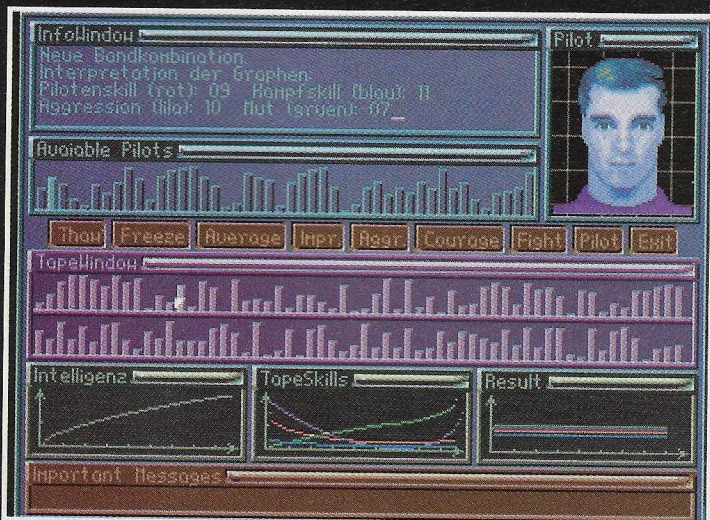 InfoWindow
Pilot
Neue Bandkombination
Interpretation der Graphen:
Pilotenskill (rot): 09 Kampfskill (blau): 11
Aggression (lila): 10 Mut (gruen): 07_
Avaiable Pilots
Thaw Freeze Average Impr Aggr Courage Fight Pilot Exit
TapeWindow
Intelligenz TapeSkills Result
Important Messages